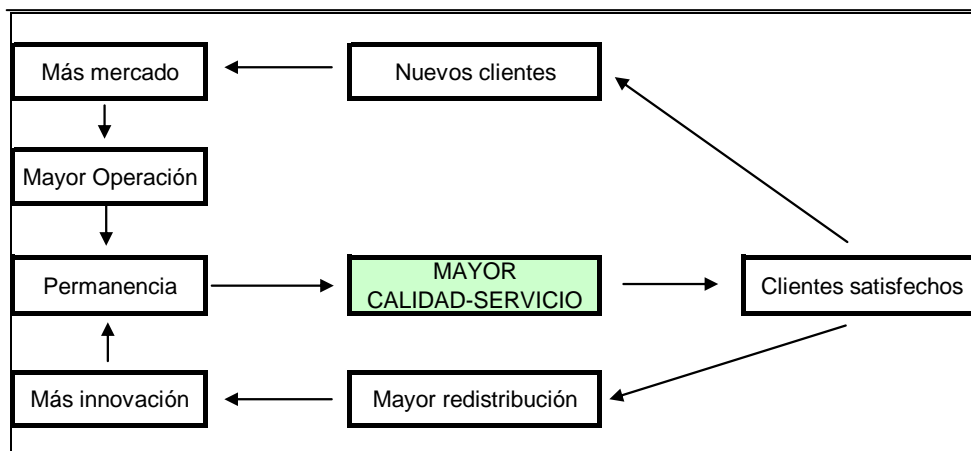 Más mercado
Nuevos clientes
Mayor Operación
Permanencia
MAYOR
CALIDAD-SERVICIO
Clientes satisfechos
Más innovación
Mayor redistribución